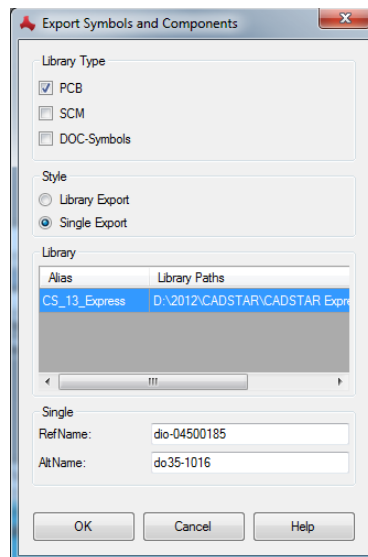 Export Symbols and Components
Library Type
PCB
SCM
DOC-Symbols
Style
Library Export
Single Export
Library
Alias Library Paths
CS_13_Express D:\2012\CADSTAR\CADSTAR Expre
Single
RefName: dio-04500185
AltName: do35-1016
OK Cancel Help